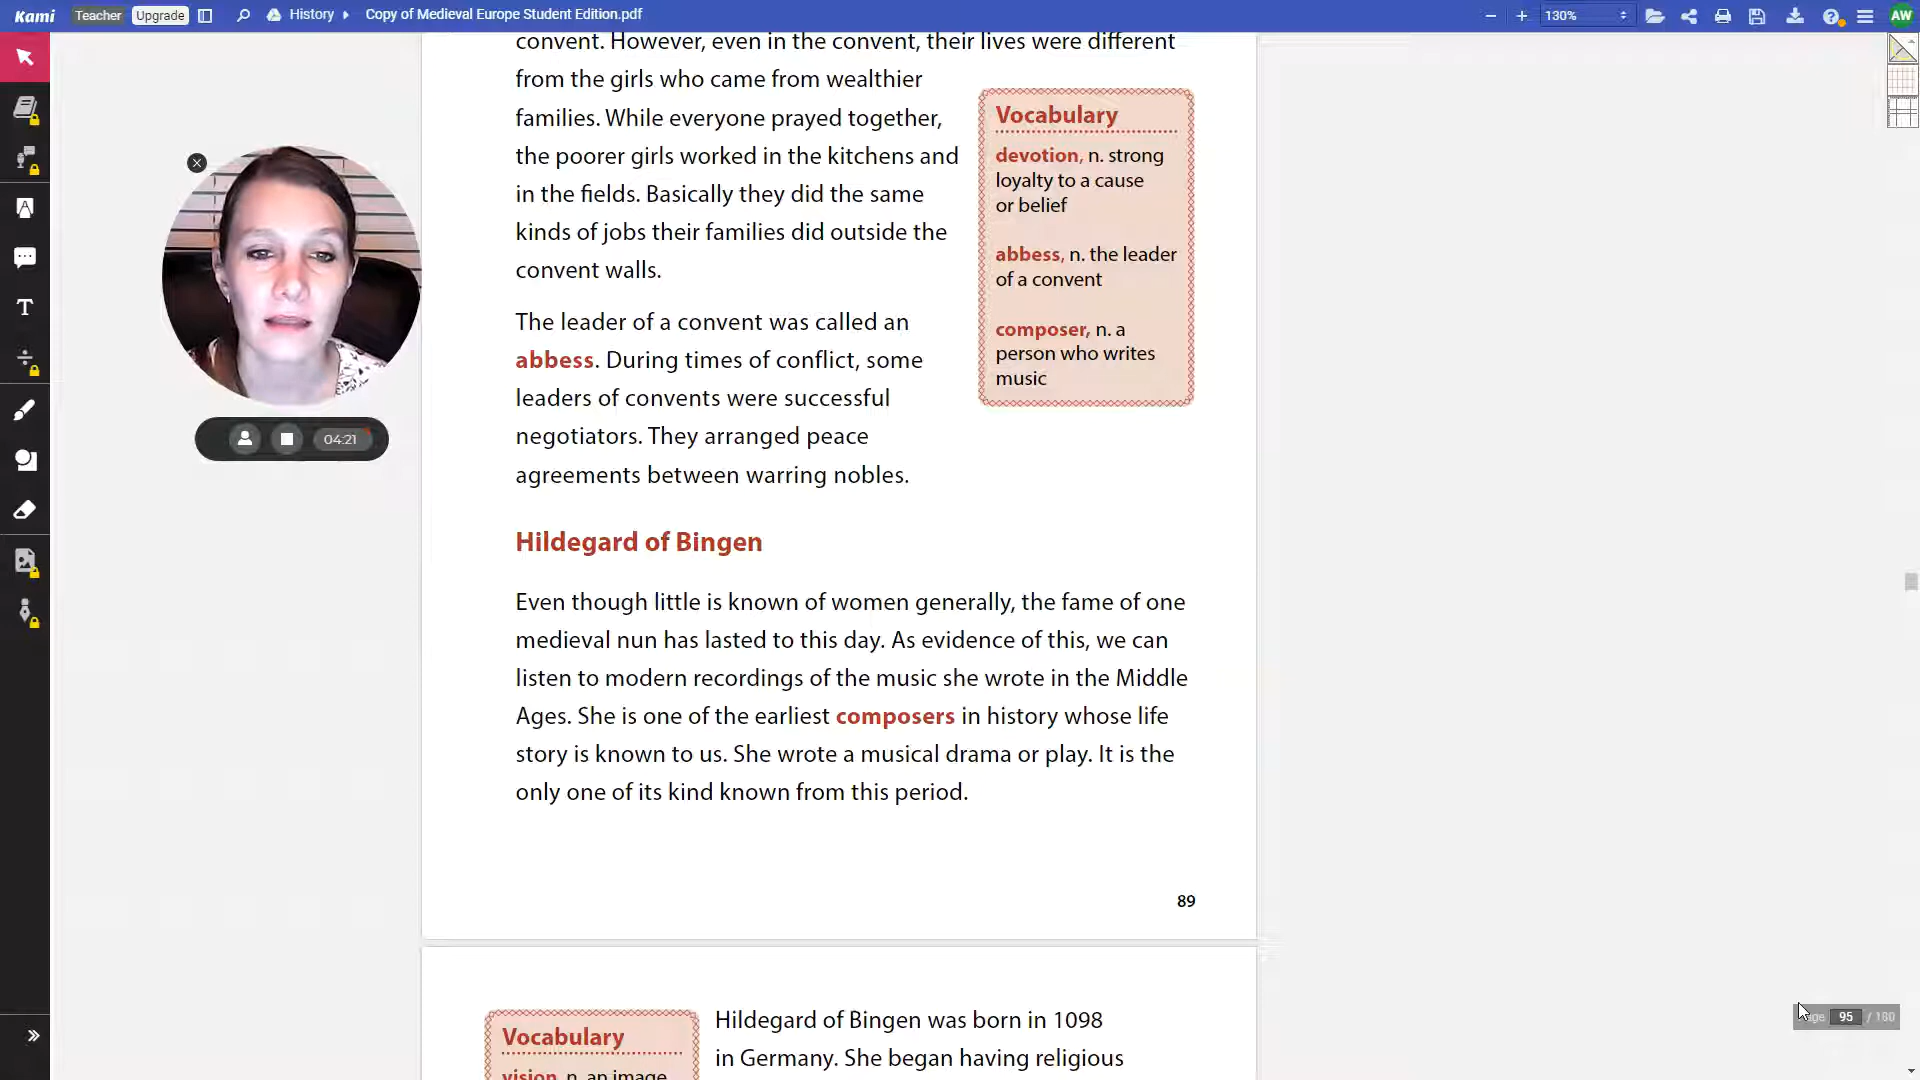 Kami
Teacher
Upgrade
History
Copy of Medieval Europe Student Edition.pdf
130%
AW
convent. However, even in the convent, their lives were different
from the girls who came from wealthier
families. While everyone prayed together,
the poorer girls worked in the kitchens and
in the fields. Basically they did the same
kinds of jobs their families did outside the
convent walls.
Vocabulary
devotion, n. strong
loyalty to a cause
or belief
abbess, n. the leader
of a convent
composer, n. a
person who writes
music
The leader of a convent was called an
abbess. During times of conflict, some
leaders of convents were successful
negotiators. They arranged peace
agreements between warring nobles.
04:21
Hildegard of Bingen
Even though little is known of women generally, the fame of one
medieval nun has lasted to this day. As evidence of this, we can
listen to modern recordings of the music she wrote in the Middle
Ages. She is one of the earliest composers in history whose life
story is known to us. She wrote a musical drama or play. It is the
only one of its kind known from this period.
89
Vocabulary
vision, n. an image
Hildegard of Bingen was born in 1098
in Germany. She began having religious
95 / 180